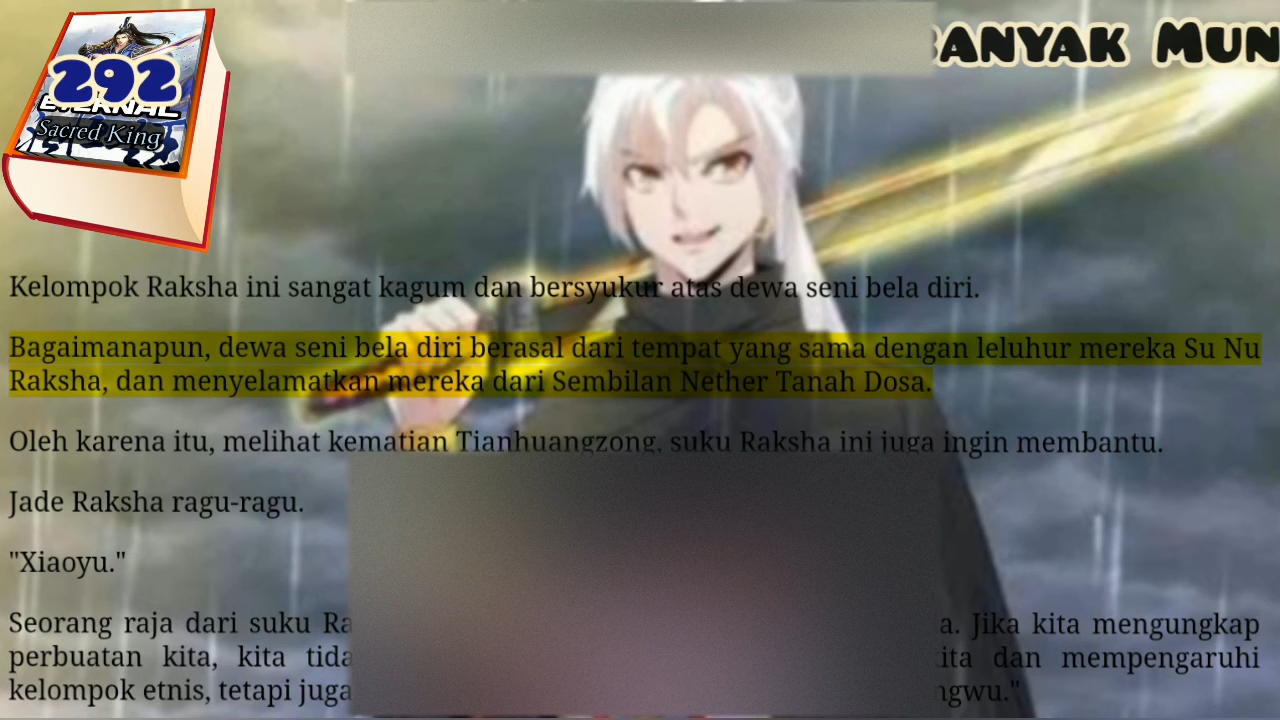 BANYAK MUN
292
ETERNAL
Sacred King
Kelompok Raksha ini sangat kagum dan bersyukur atas dewa seni bela diri.
Bagaimanapun, dewa seni bela diri berasal dari tempat yang sama dengan leluhur mereka Su Nu
Raksha, dan menyelamatkan mereka dari Sembilan Nether Tanah Dosa.
Oleh karena itu, melihat kematian Tianhuangzong, suku Raksha ini juga ingin membantu.
Jade Raksha ragu-ragu.
"Xiaoyu."
Seorang raja dari suku Ra a. Jika kita mengungkap
perbuatan kita, kita tida ita dan mempengaruhi
kelompok etnis, tetapi juga ngwu."